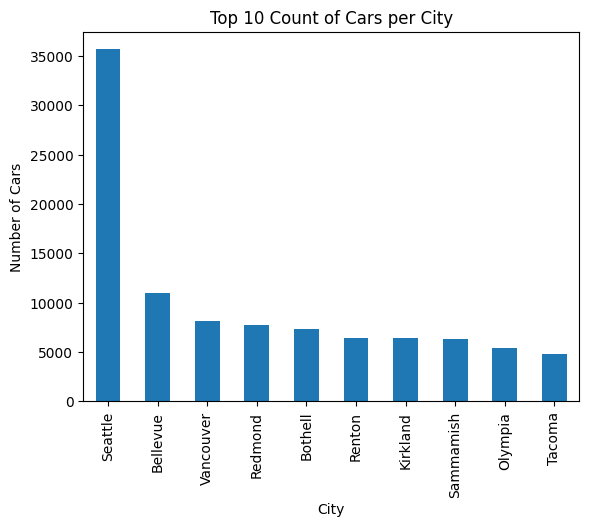 Top 10 Count of Cars per City
Number of Cars
35000
30000
25000
20000
15000
10000
5000
0
Seattle
Bellevue
Vancouver
Redmond
Bothell
Renton
Kirkland
Sammamish
Olympia
Tacoma
City